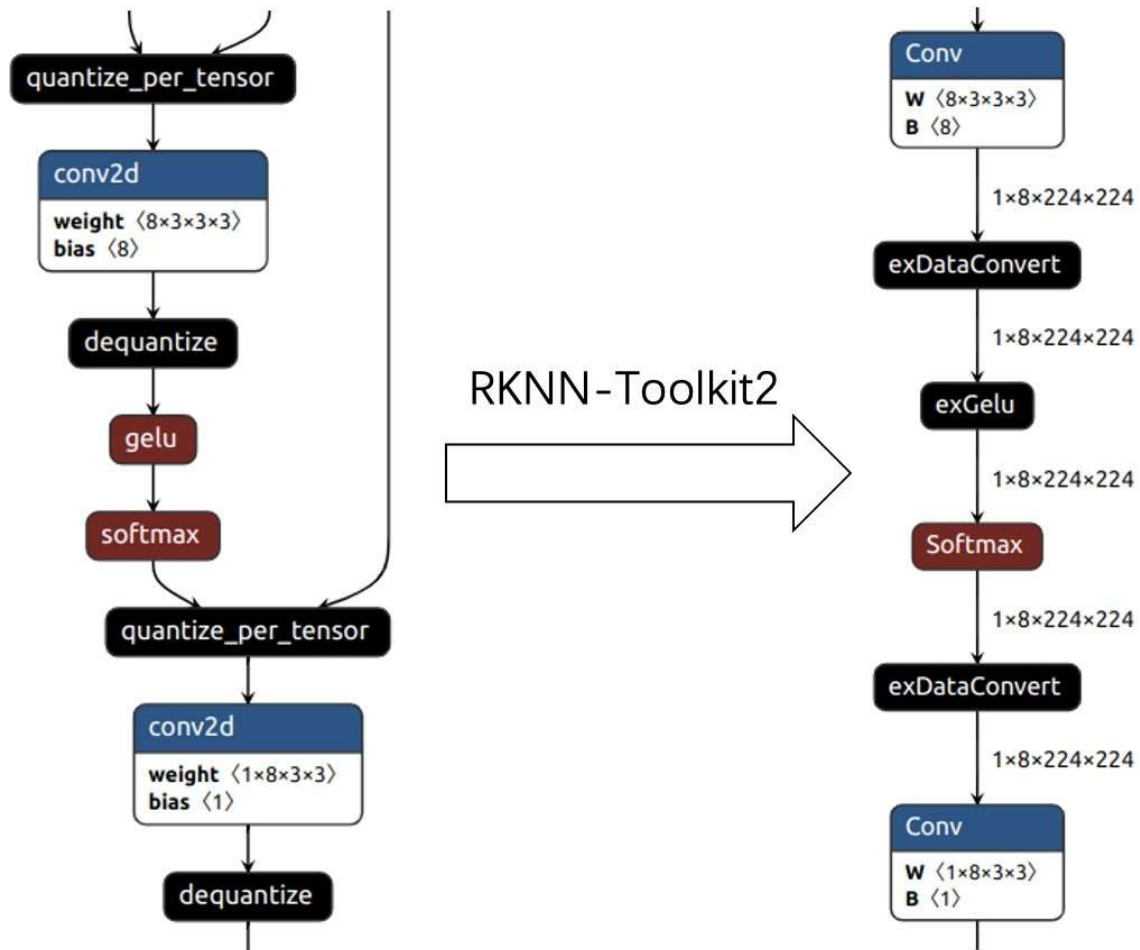 quantize_per_tensor
conv2d
weight 〈8×3×3×3〉
bias 〈8〉
dequantize
gelu
softmax
quantize_per_tensor
conv2d
weight 〈1×8×3×3〉
bias 〈1〉
dequantize
RKNN-Toolkit2
Conv
W 〈8×3×3×3〉
B 〈8〉
1×8×224×224
exDataConvert
1×8×224×224
exGelu
1×8×224×224
Softmax
1×8×224×224
exDataConvert
1×8×224×224
Conv
W 〈1×8×3×3〉
B 〈1〉